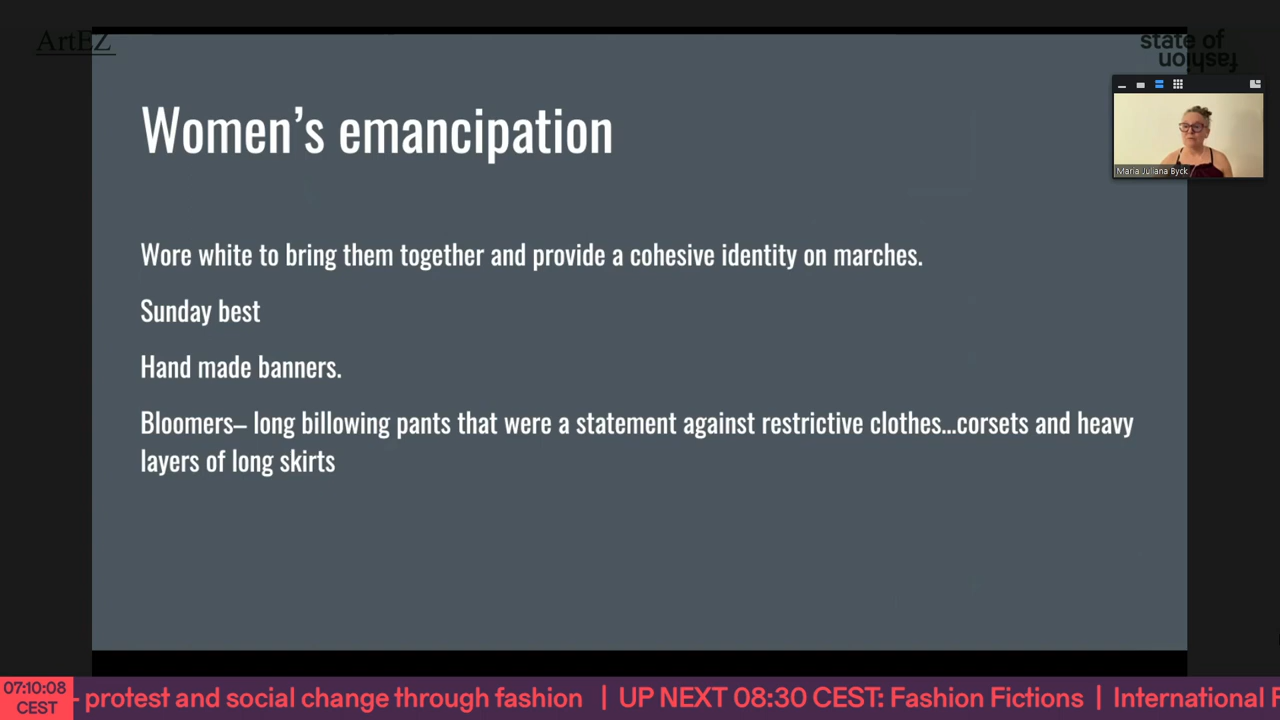 ArtEZ
state of
fashion
Women's emancipation
Maria Juliana Byck
Wore white to bring them together and provide a cohesive identity on marches.
Sunday best
Hand made banners.
Bloomers– long billowing pants that were a statement against restrictive clothes...corsets and heavy
layers of long skirts
07:10:08
CEST
- protest and social change through fashion | UP NEXT 08:30 CEST: Fashion Fictions | International